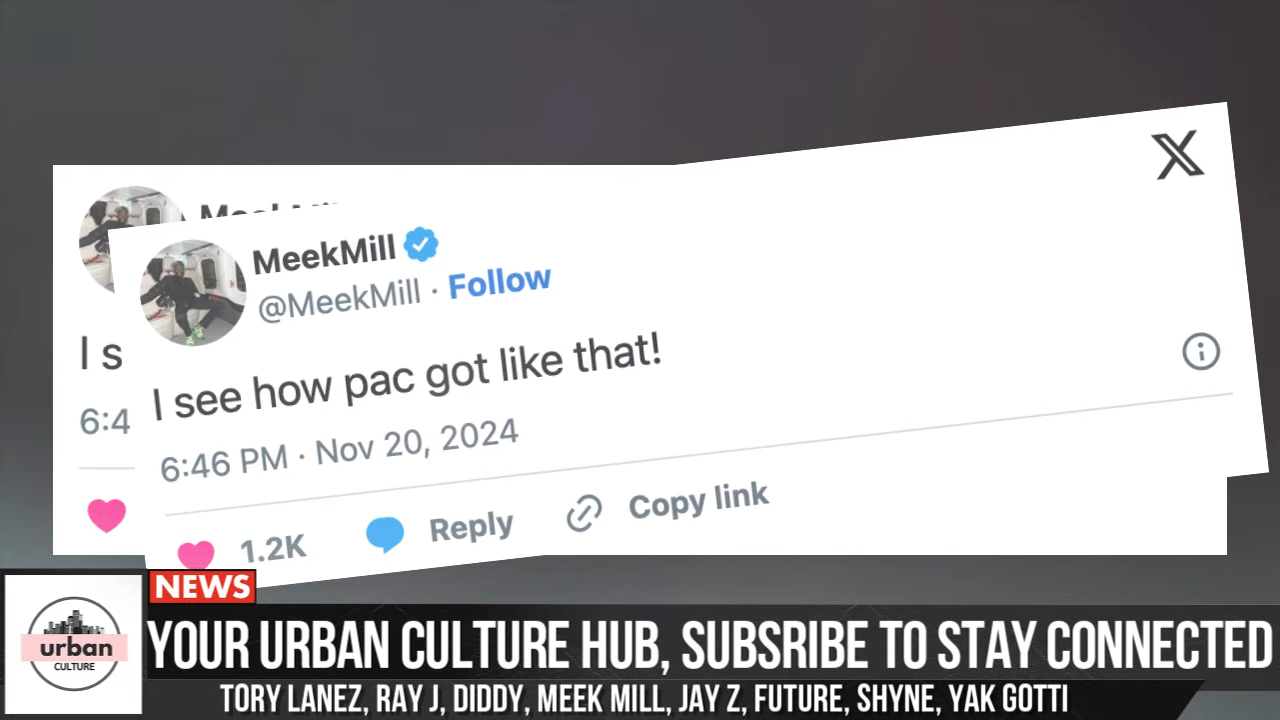 MeekMill
@MeekMill · Follow
I see how pac got like that!
6:46 PM · Nov 20, 2024
1.2K Reply Copy link
I s
6:4
NEWS
YOUR URBAN CULTURE HUB, SUBSRIBE TO STAY CONNECTED
TORY LANEZ, RAY J, DIDDY, MEEK MILL, JAY Z, FUTURE, SHYNE, YAK GOTTI
urban
CULTURE